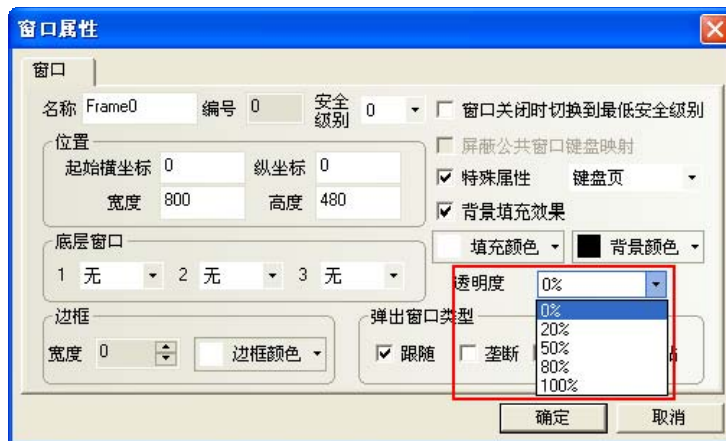 窗口属性
窗口
名称 Frame0 编号 0 安全级别 0 窗口关闭时切换到最低安全级别
位置
屏蔽公共窗口键盘映射
起始横坐标 0 纵坐标 0
特殊属性 键盘页
宽度 800 高度 480
背景填充效果
底层窗口
填充颜色 背景颜色
1 无 2 无 3 无
透明度 0%
0%
20%
50%
80%
100%
边框
弹出窗口类型
宽度 0 边框颜色
跟随 垄断
确定 取消